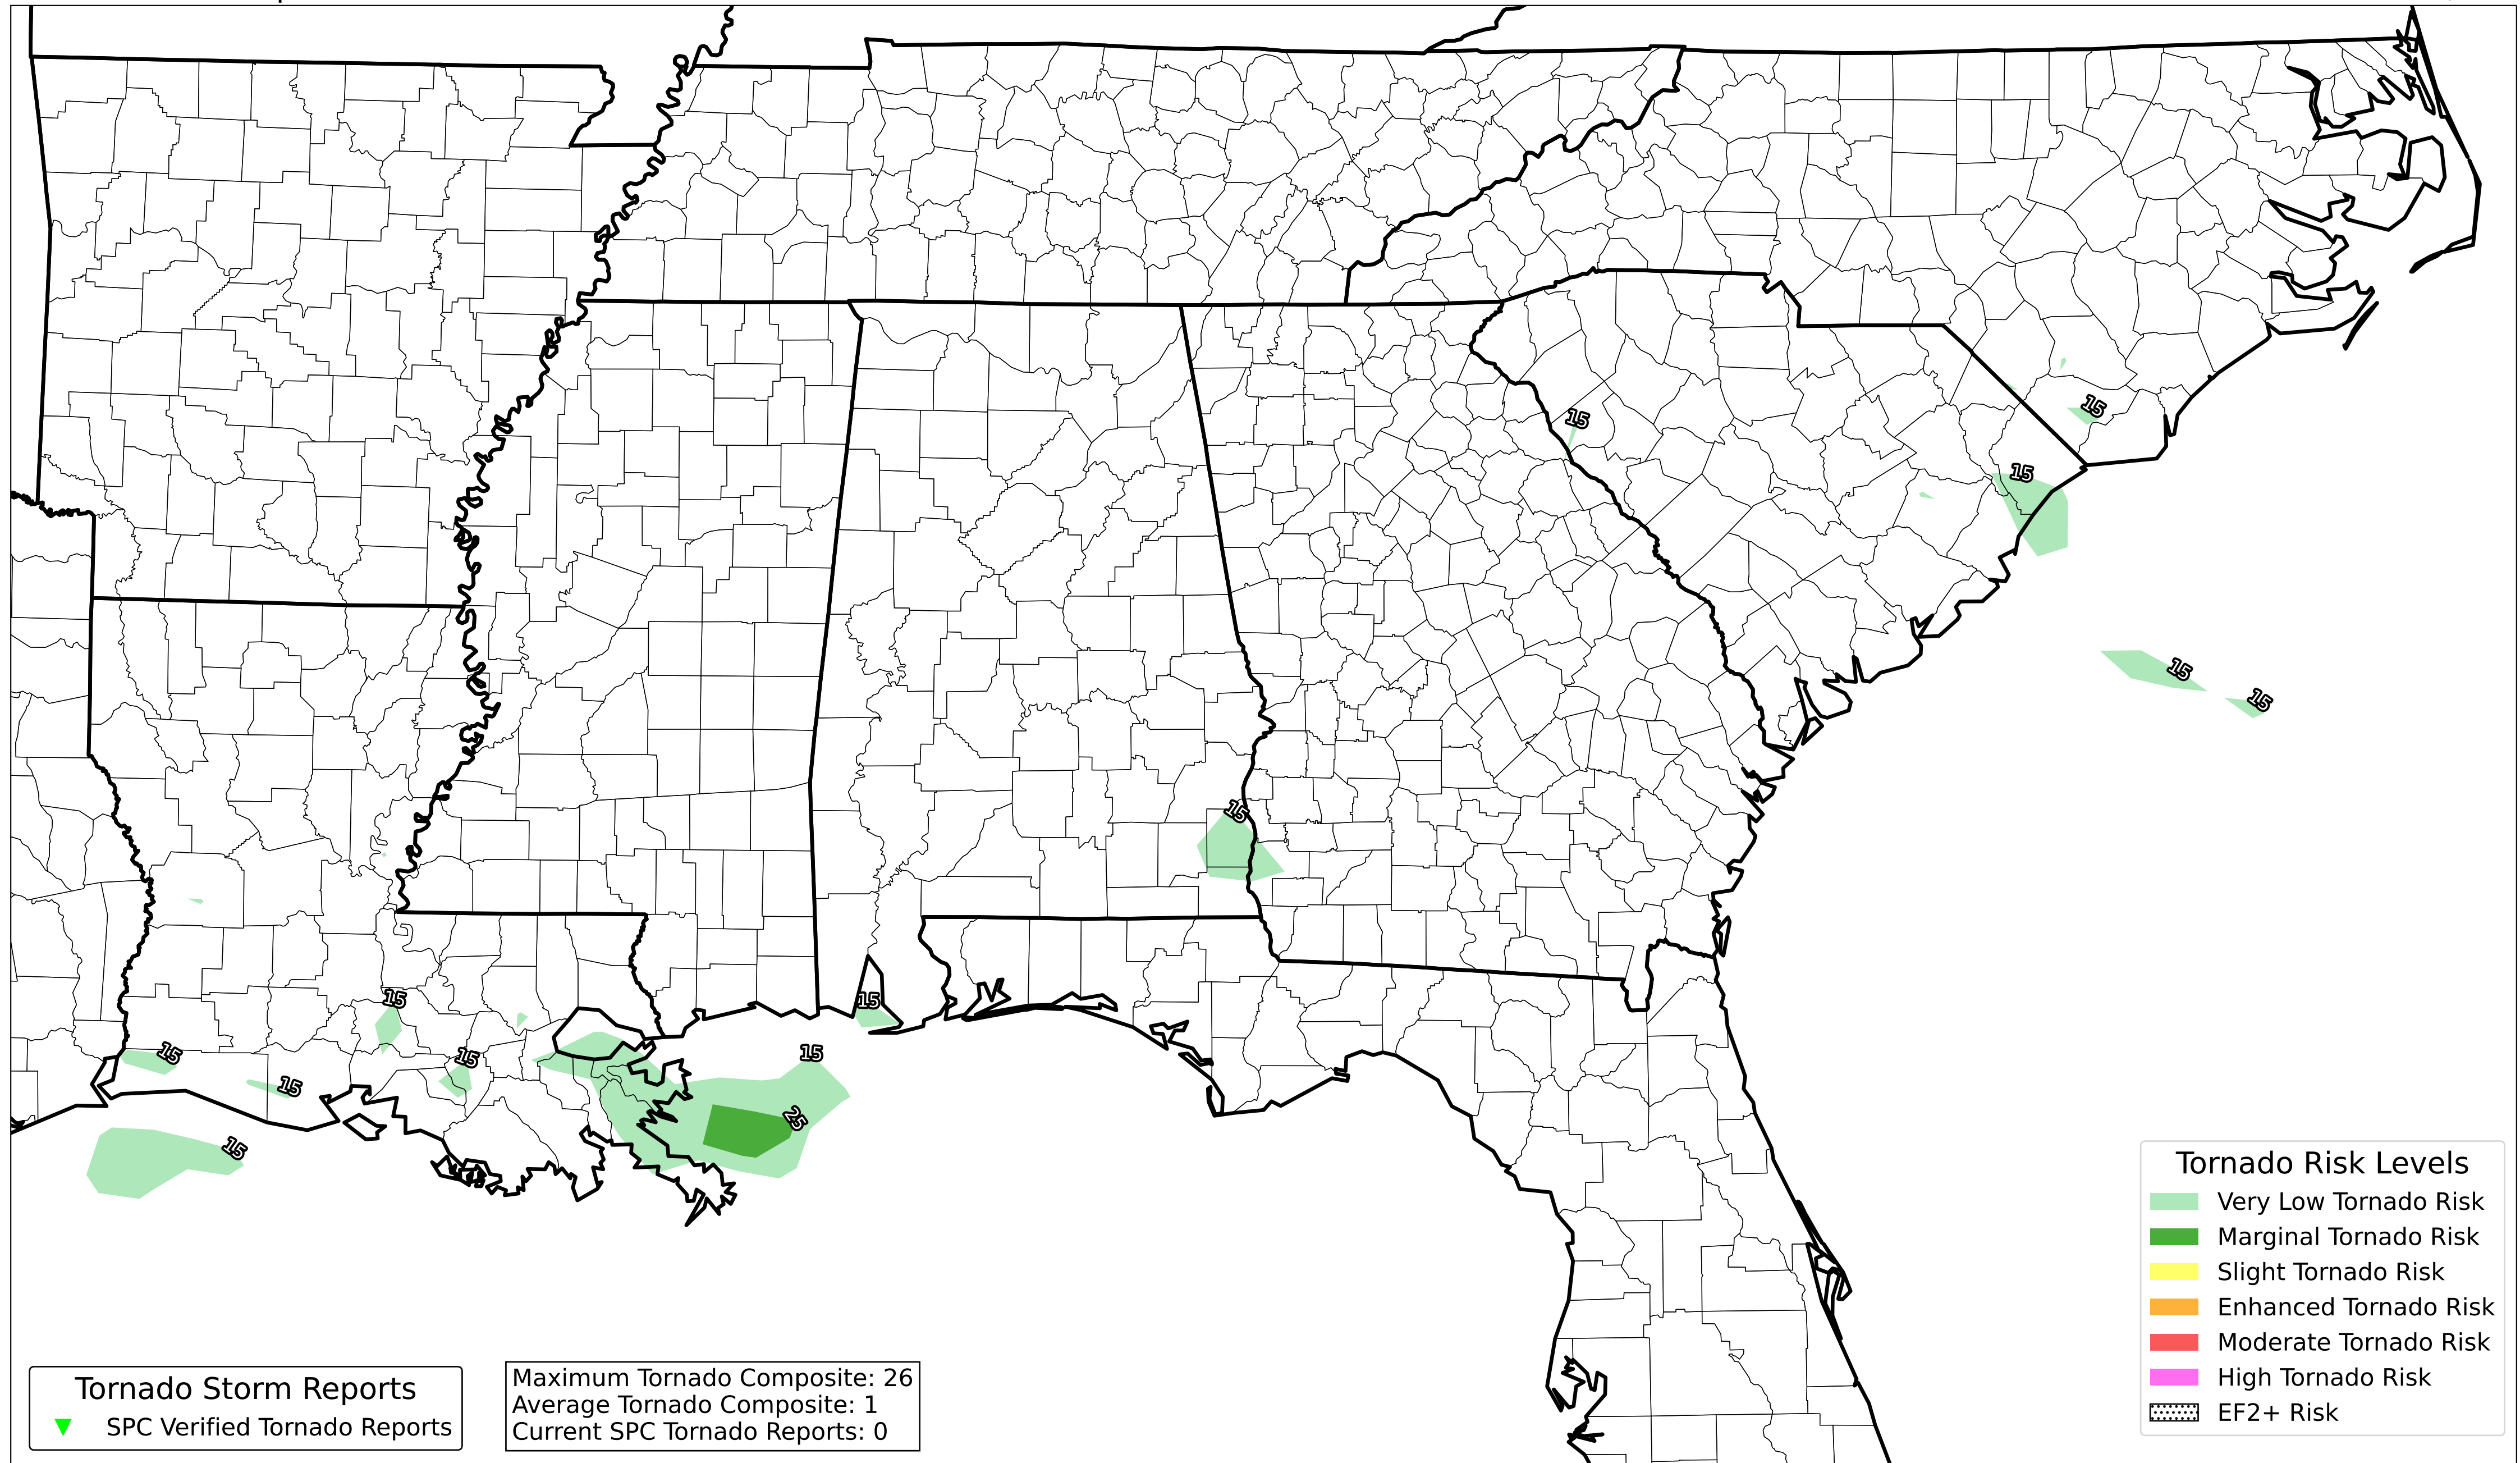 15
15
15
15
15
15
15
15
15
15
15
25
15
Tornado Risk Levels
Very Low Tornado Risk
Marginal Tornado Risk
Slight Tornado Risk
Enhanced Tornado Risk
Moderate Tornado Risk
High Tornado Risk
EF2+ Risk
Tornado Storm Reports
SPC Verified Tornado Reports
Maximum Tornado Composite: 26
Average Tornado Composite: 1
Current SPC Tornado Reports: 0